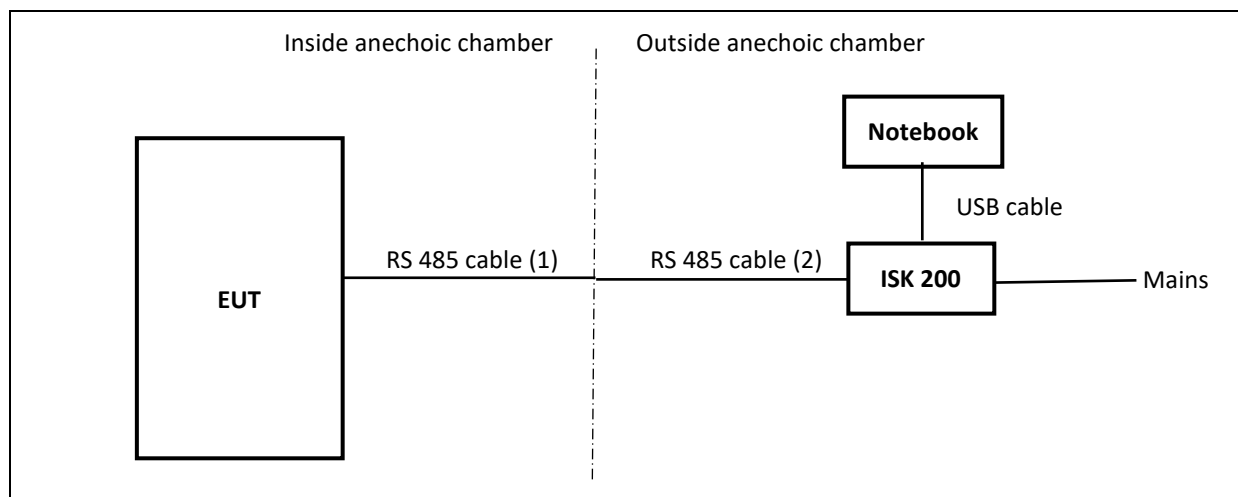 Inside anechoic chamber
Outside anechoic chamber
Notebook
USB cable
RS 485 cable (1)
RS 485 cable (2)
ISK 200
Mains
EUT